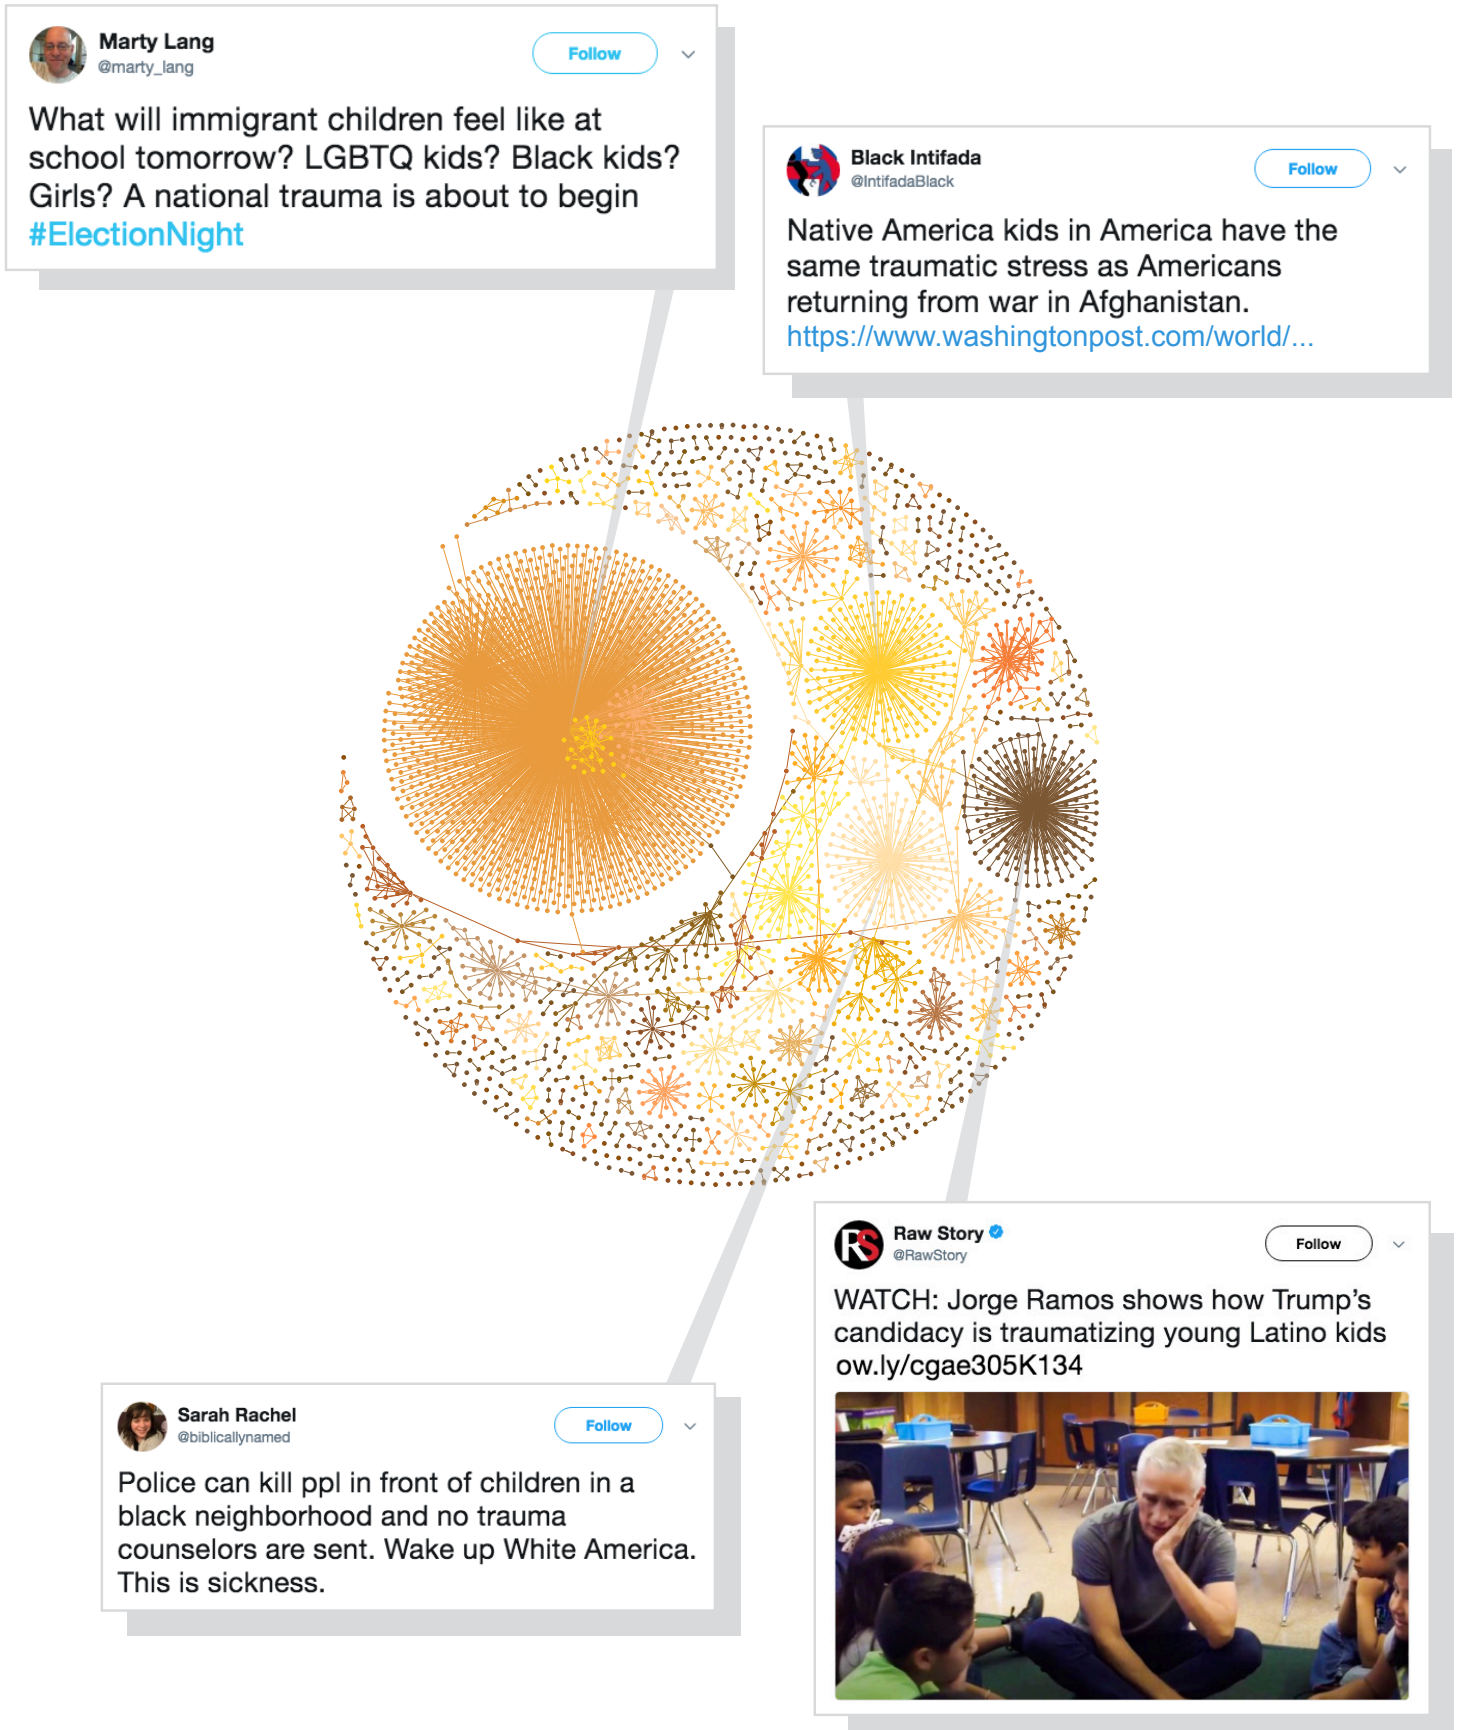 Marty Lang
@marty_lang
Follow
What will immigrant children feel like at
school tomorrow? LGBTQ kids? Black kids?
Girls? A national trauma is about to begin
#ElectionNight
Black Intifada
@IntifadaBlack
Follow
Native America kids in America have the
same traumatic stress as Americans
returning from war in Afghanistan.
https://www.washingtonpost.com/world/...
Sarah Rachel
@biblicallynamed
Follow
Police can kill ppl in front of children in a
black neighborhood and no trauma
counselors are sent. Wake up White America.
This is sickness.
RS
Raw Story
@RawStory
Follow
WATCH: Jorge Ramos shows how Trump's
candidacy is traumatizing young Latino kids
ow.ly/cgae305K134